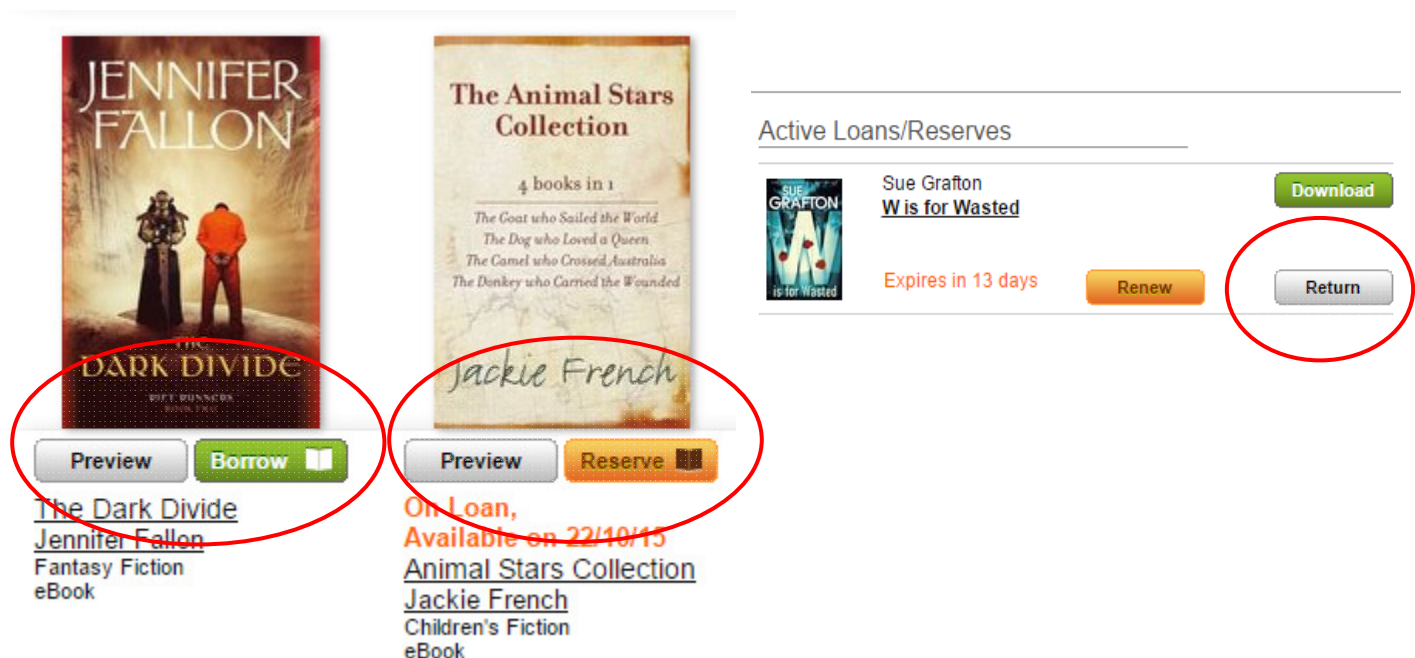 JENNIFER
FALLON
THE
DARK DIVIDE
RIFT RUNNERS
BOOK TWO
Preview
Borrow
The Dark Divide
Jennifer Fallon
Fantasy Fiction
eBook
The Animal Stars
Collection
4 books in 1
The Goat who Sailed the World
The Dog who Loved a Queen
The Camel who Crossed Australia
The Donkey who Carried the Wounded
Jackie French
Preview
Reserve
On Loan,
Available on 22/10/15
Animal Stars Collection
Jackie French
Children's Fiction
eBook
Active Loans/Reserves
SUE
GRAFTON
W
is for Wasted
Sue Grafton
W is for Wasted
Expires in 13 days
Download
Renew
Return